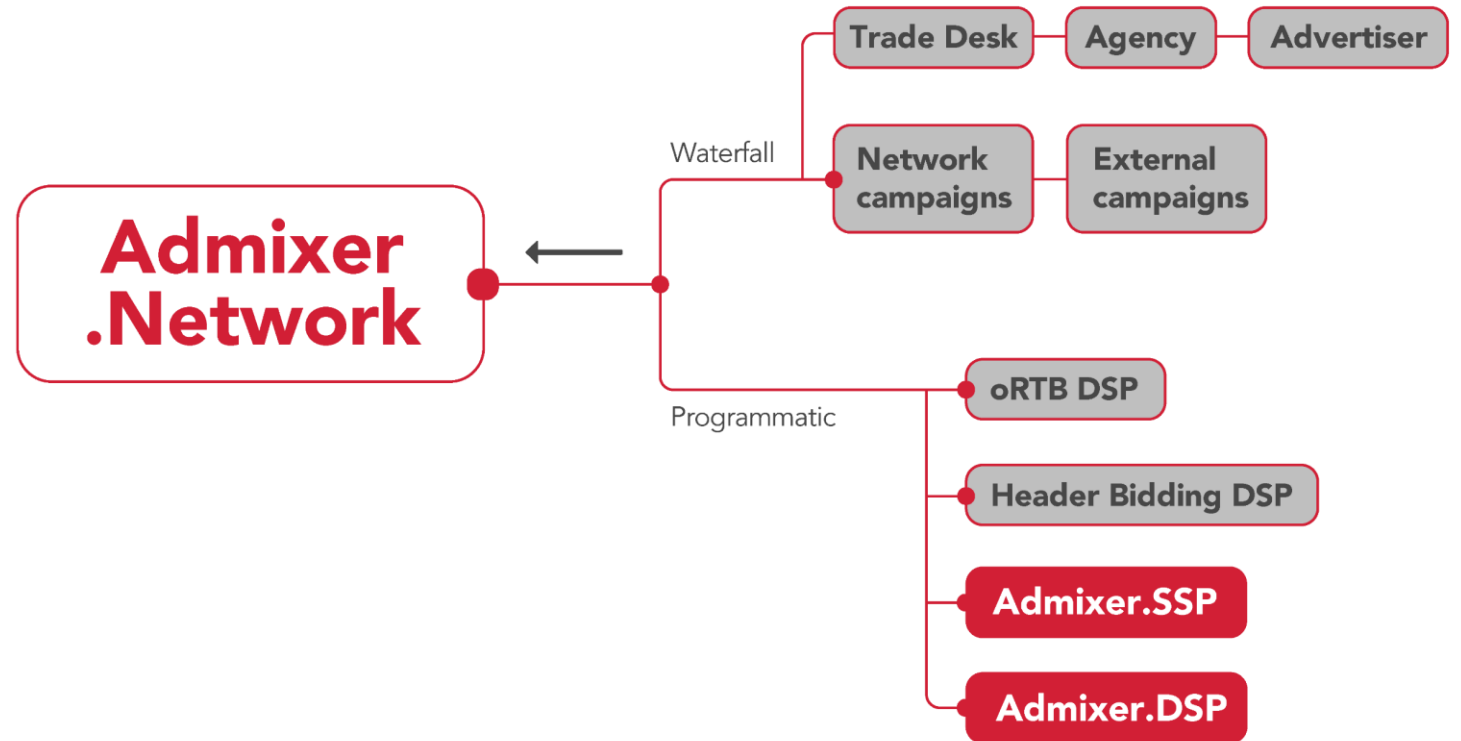 Trade Desk
Agency
Advertiser
Waterfall
Network
campaigns
External
campaigns
Admixer
.Network
oRTB DSP
Programmatic
Header Bidding DSP
Admixer.SSP
Admixer.DSP